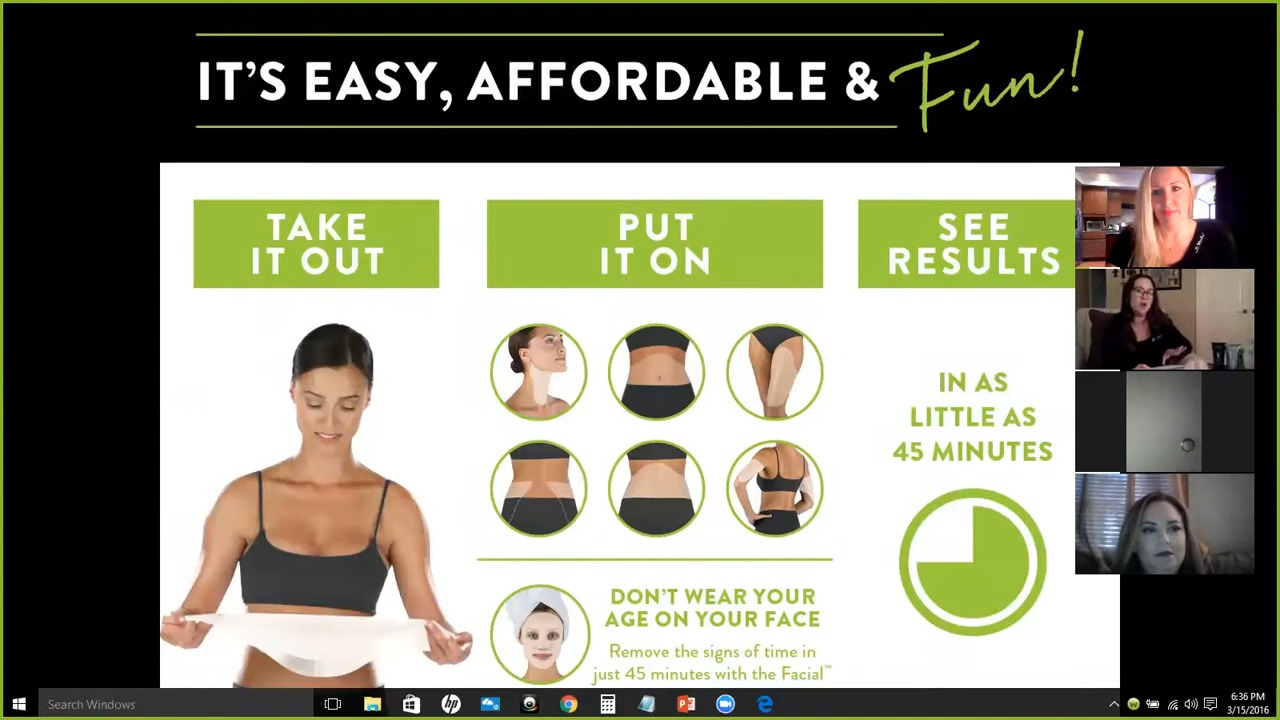 IT'S EASY, AFFORDABLE & Fun!
TAKE
IT OUT
PUT
IT ON
SEE
RESULTS
IN AS
LITTLE AS
45 MINUTES
DON'T WEAR YOUR
AGE ON YOUR FACE
Remove the signs of time in
just 45 minutes with the Facial™
Search Windows
6:36 PM
3/15/2016